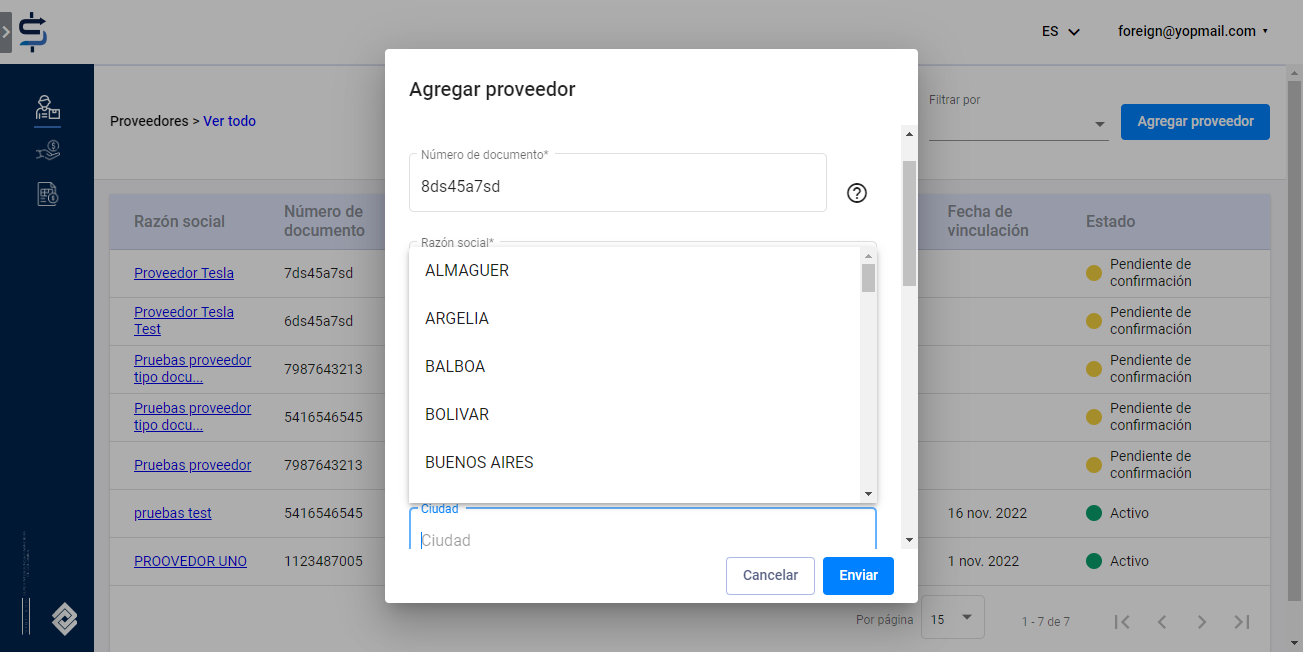 ES
foreign@yopmail.com
Proveedores > Ver todo
Filtrar por
Agregar proveedor
Razón social
Número de
documento
Fecha de
vinculación
Estado
Proveedor Tesla
7ds45a7sd
Pendiente de
confirmación
Proveedor Tesla
Test
6ds45a7sd
Pendiente de
confirmación
Pruebas proveedor
tipo docu...
7987643213
Pendiente de
confirmación
Pruebas proveedor
tipo docu...
5416546545
Pendiente de
confirmación
Pruebas proveedor
7987643213
Pendiente de
confirmación
pruebas test
5416546545
16 nov. 2022
Activo
PROOVEDOR UNO
1123487005
1 nov. 2022
Activo
Por página
15
1 - 7 de 7
Agregar proveedor
Número de documento*
8ds45a7sd
Razón social*
ALMAGUER
ARGELIA
BALBOA
BOLIVAR
BUENOS AIRES
Ciudad
Ciudad
Cancelar
Enviar